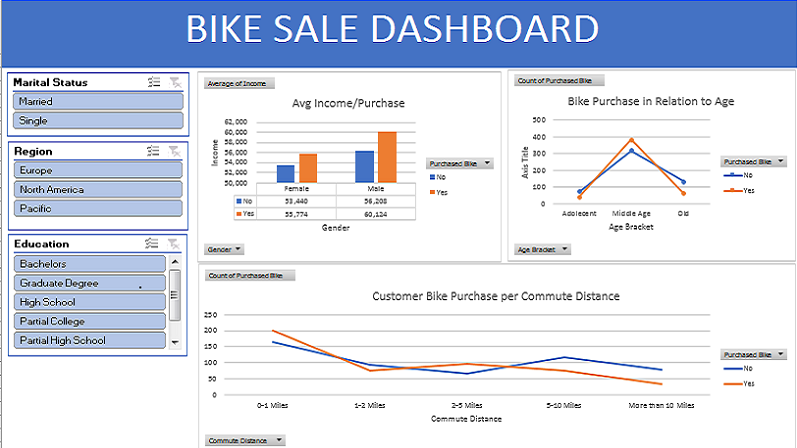 BIKE SALE DASHBOARD
Marital Status
Married
Single
Region
Europe
North America
Pacific
Education
Bachelors
Graduate Degree
High School
Partial College
Partial High School
Average of Income
Avg Income/Purchase
Income
62,000
60,000
58,000
56,000
54,000
52,000
50,000
Female Male
No 53,440 56,208
Yes 55,774 60,124
Gender
Purchased Bike
No
Yes
Gender
Count of Purchased Bike
Bike Purchase in Relation to Age
Axis Title
500
400
300
200
100
0
Adolecent Middle Age Old
Age Bracket
Purchased Bike
No
Yes
Age Bracket
Count of Purchased Bike
Customer Bike Purchase per Commute Distance
250
200
150
100
50
0
0-1 Miles 1-2 Miles 2-5 Miles 5-10 Miles More than 10 Miles
Commute Distance
Purchased Bike
No
Yes
Commute Distance